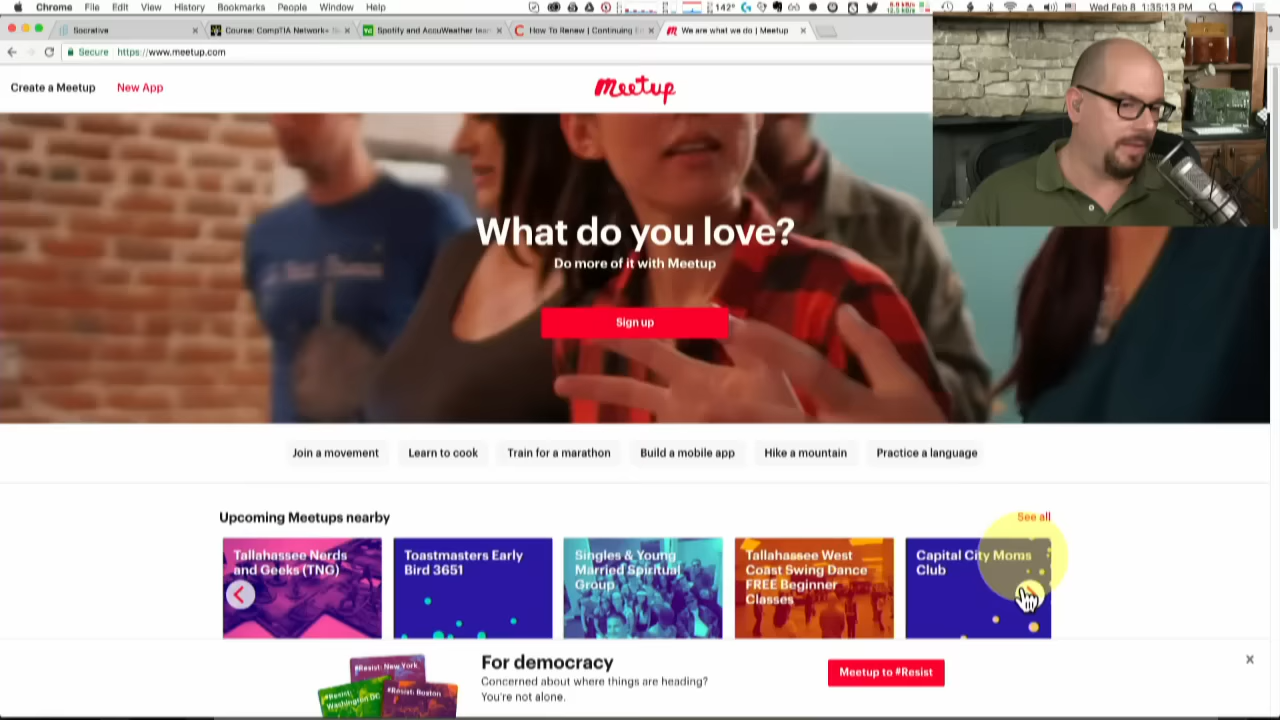 Chrome File Edit View History Bookmarks People Window Help
142° Wed Feb 8 1:35:13 PM
Socrative
Course: CompTIA Network+
Spotify and AccuWeather
How To Renew | Continuing
We are what we do | Meetup
Secure https://www.meetup.com
Create a Meetup New App
Meetup
What do you love?
Do more of it with Meetup
Sign up
Join a movement
Learn to cook
Train for a marathon
Build a mobile app
Hike a mountain
Practice a language
Upcoming Meetups nearby
See all
Tallahassee Nerds
and Geeks (TNG)
Toastmasters Early
Bird 3651
Singles & Young
Married Spiritual
Group
Tallahassee West
Coast Swing Dance
FREE Beginner
Classes
Capital City Moms
Club
For democracy
Concerned about where things are heading?
You're not alone.
Meetup to #Resist
#Resist: New York
#Resist:
Washington DC
#Resist: Boston